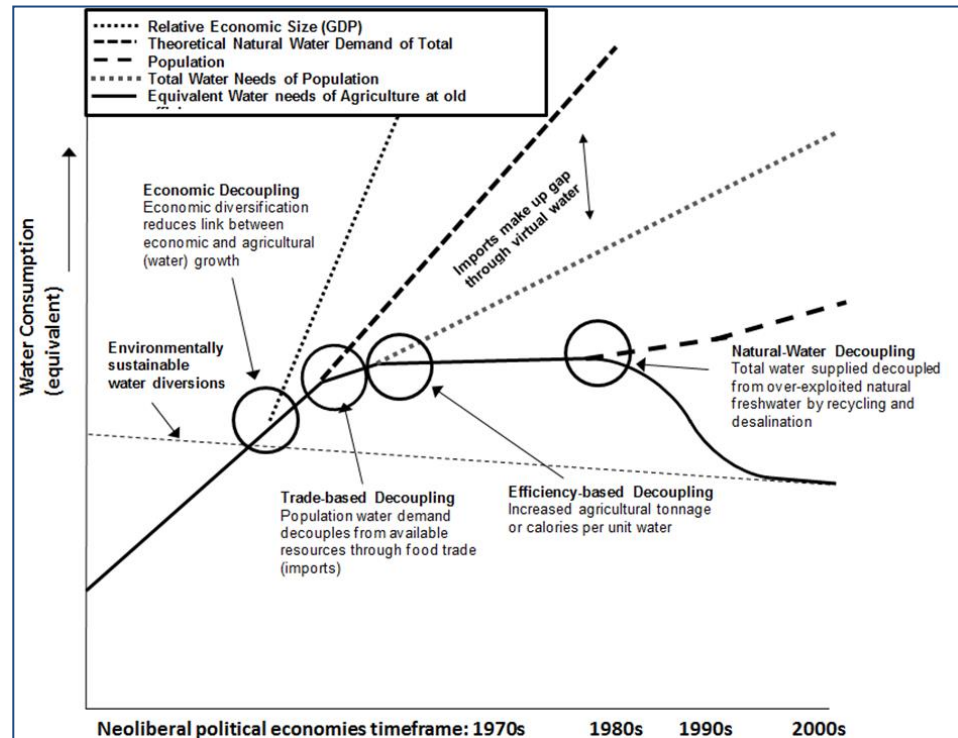 Relative Economic Size (GDP)
Theoretical Natural Water Demand of Total
Population
Total Water Needs of Population
Equivalent Water needs of Agriculture at old
Economic Decoupling
Economic diversification
reduces link between
economic and agricultural
(water) growth
Imports make up gap
through virtual water
Water Consumption
(equivalent)
Environmentally
sustainable
water diversions
Natural-Water Decoupling
Total water supplied decoupled
from over-exploited natural
freshwater by recycling and
desalination
Trade-based Decoupling
Population water demand
decouples from available
resources through food trade
(imports)
Efficiency-based Decoupling
Increased agricultural tonnage
or calories per unit water
Neoliberal political economies timeframe: 1970s 1980s 1990s 2000s